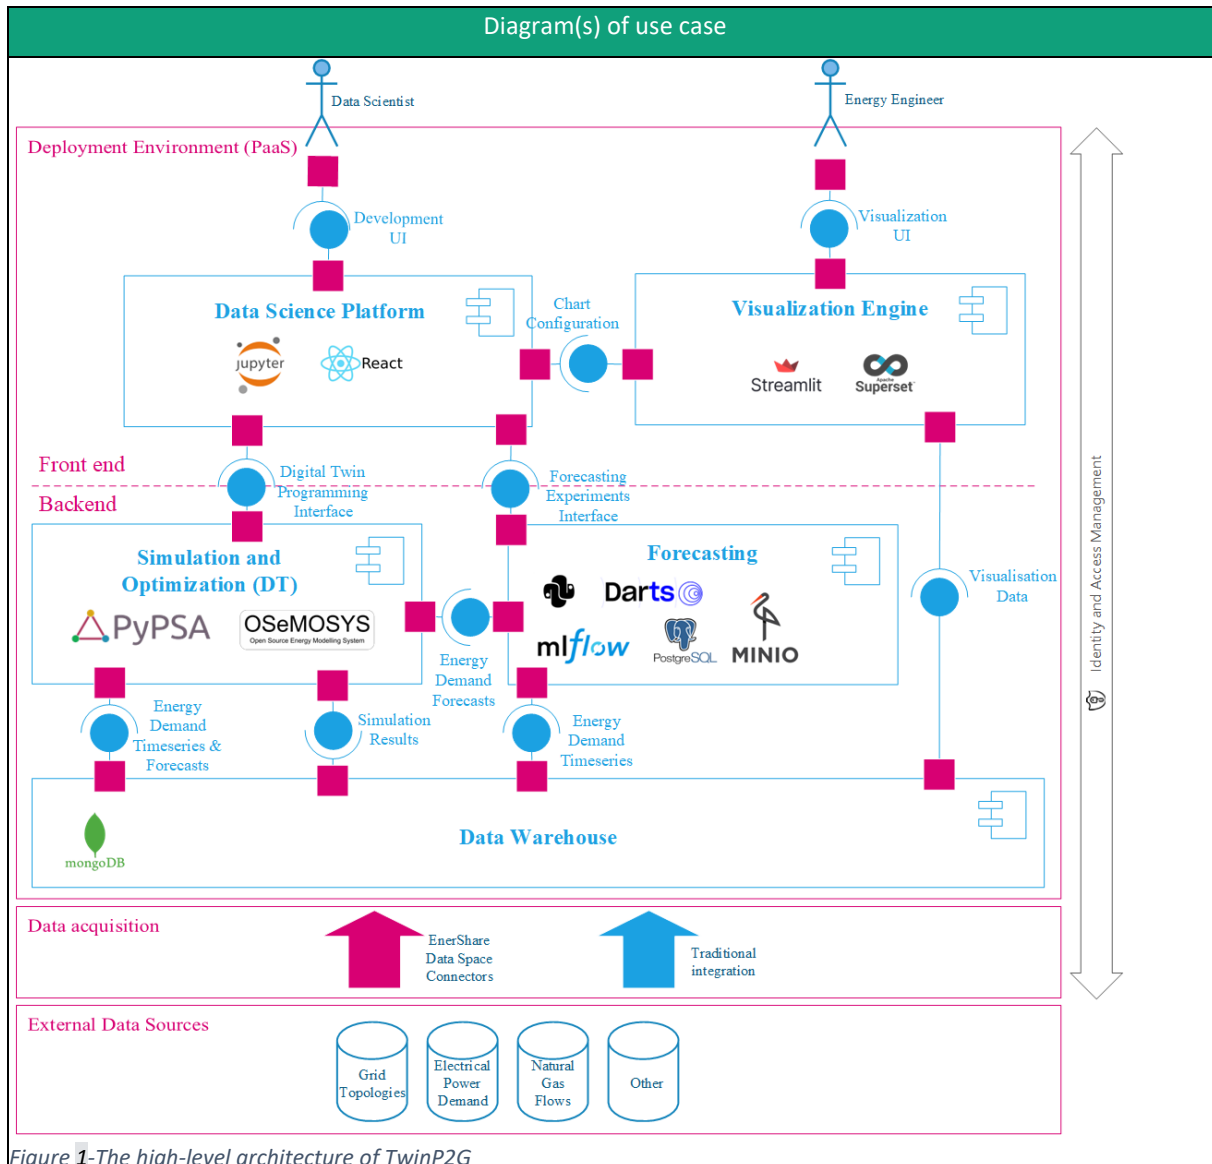 Diagram(s) of use case
Data Scientist
Energy Engineer
Deployment Environment (PaaS)
Development
UI
Visualization
UI
Data Science Platform
Chart
Configuration
Visualization Engine
jupyter
React
Streamlit
Apache
Superset
Front end
Backend
Digital Twin
Programming
Interface
Forecasting
Experiments
Interface
Identity and Access Management
Simulation and
Optimization (DT)
Forecasting
Visualisation
Data
PyPSA
OSeMOSYS
Open Source Energy Modelling System
Darts
mlflow
PostgreSQL
MINIO
Energy
Demand
Forecasts
Energy
Demand
Timeseries &
Forecasts
Simulation
Results
Energy
Demand
Timeseries
Data Warehouse
mongoDB
Data acquisition
EnerShare
Data Space
Connectors
Traditional
integration
External Data Sources
Grid
Topologies
Electrical
Power
Demand
Natural
Gas
Flows
Other
Figure 1-The high-level architecture of TwinP2G